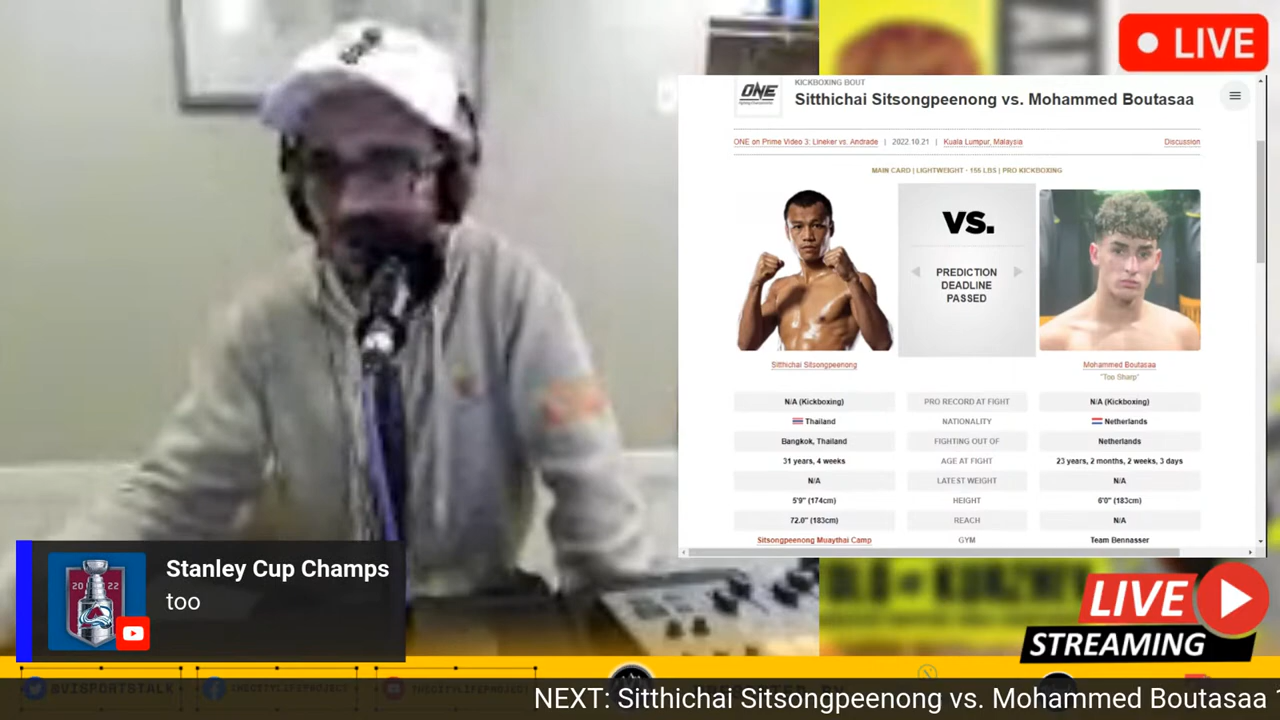 LIVE
ONE
KICKBOXING BOUT
Sitthichai Sitsongpeenong vs. Mohammed Boutasaa
ONE on Prime Video 3: Lineker vs. Andrade | 2022.10.21 | Kuala Lumpur, Malaysia
Discussion
MAIN CARD | LIGHTWEIGHT - 155 LBS | PRO KICKBOXING
VS.
PREDICTION
DEADLINE
PASSED
Sitthichai Sitsongpeenong
Mohammed Boutasaa
"Too Sharp"
N/A (Kickboxing) PRO RECORD AT FIGHT N/A (Kickboxing)
Thailand NATIONALITY Netherlands
Bangkok, Thailand FIGHTING OUT OF Netherlands
31 years, 4 weeks AGE AT FIGHT 23 years, 2 months, 2 weeks, 3 days
N/A LATEST WEIGHT N/A
5'9" (174cm) HEIGHT 6'0" (183cm)
72.0" (183cm) REACH N/A
Sitsongpeenong Muaythai Camp GYM Team Bennasser
20 22
Stanley Cup Champs
too
LIVE
STREAMING
@VISPORTSTALK
THECITYLIFEPROJECT
NEXT: Sitthichai Sitsongpeenong vs. Mohammed Boutasaa